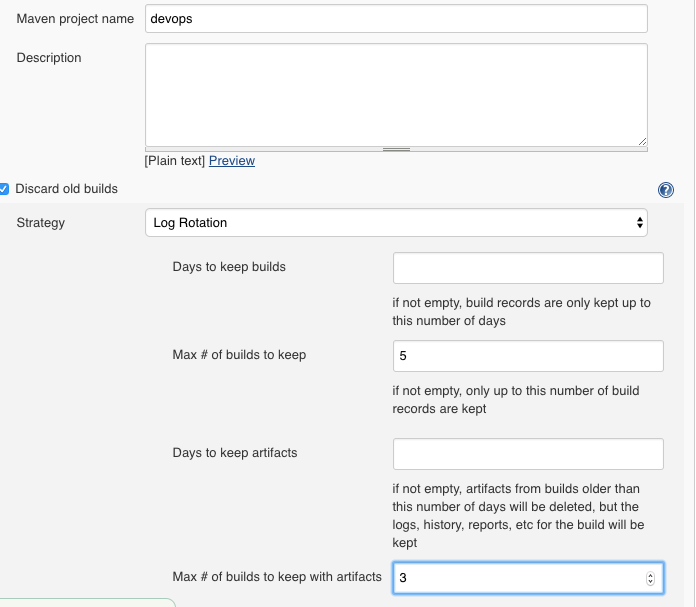 Maven project name devops
Description
[Plain text] Preview
Discard old builds
?
Strategy Log Rotation
Days to keep builds
if not empty, build records are only kept up to
this number of days
Max # of builds to keep 5
if not empty, only up to this number of build
records are kept
Days to keep artifacts
if not empty, artifacts from builds older than
this number of days will be deleted, but the
logs, history, reports, etc for the build will be
kept
Max # of builds to keep with artifacts 3